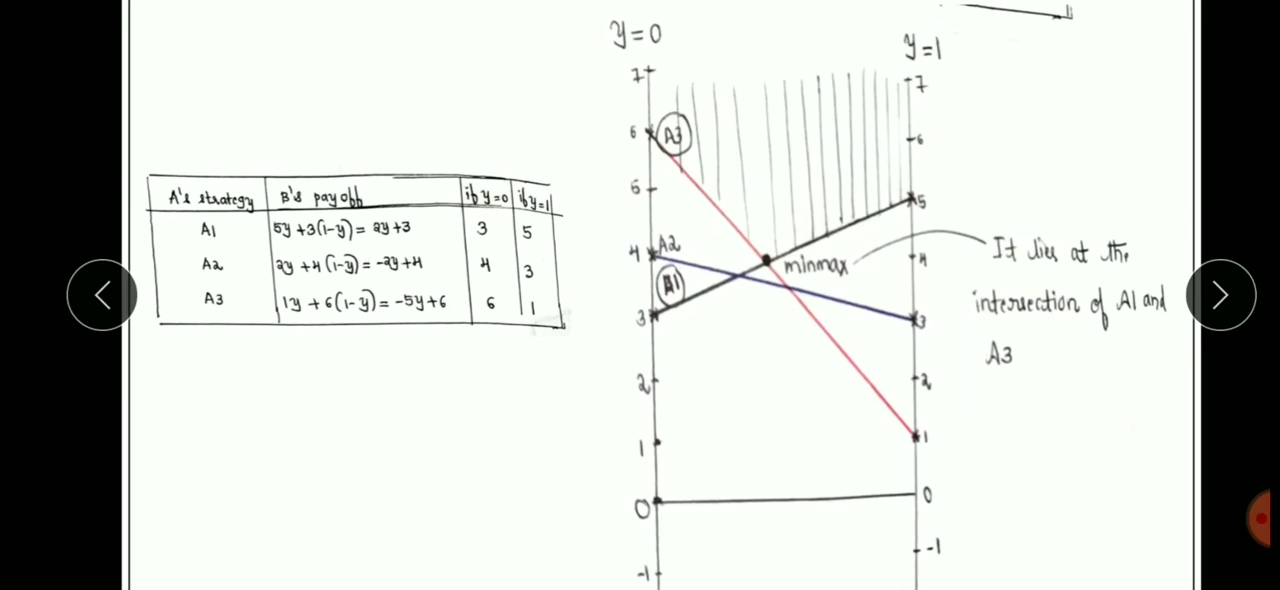 y=0
y=1
A's strategy B's payoff if y=0 if y=1
A1 5y+3(1-y)= 2y+3 3 5
A2 2y+4(1-y)=-2y+4 4 3
A3 1y+6(1-y)=-5y+6 6 1
7
6
6
4
3
2
1
0
-1
A3
A2
A1
minmax
7
6
5
4
3
2
1
0
-1
It lies at the
intersection of A1 and
A3